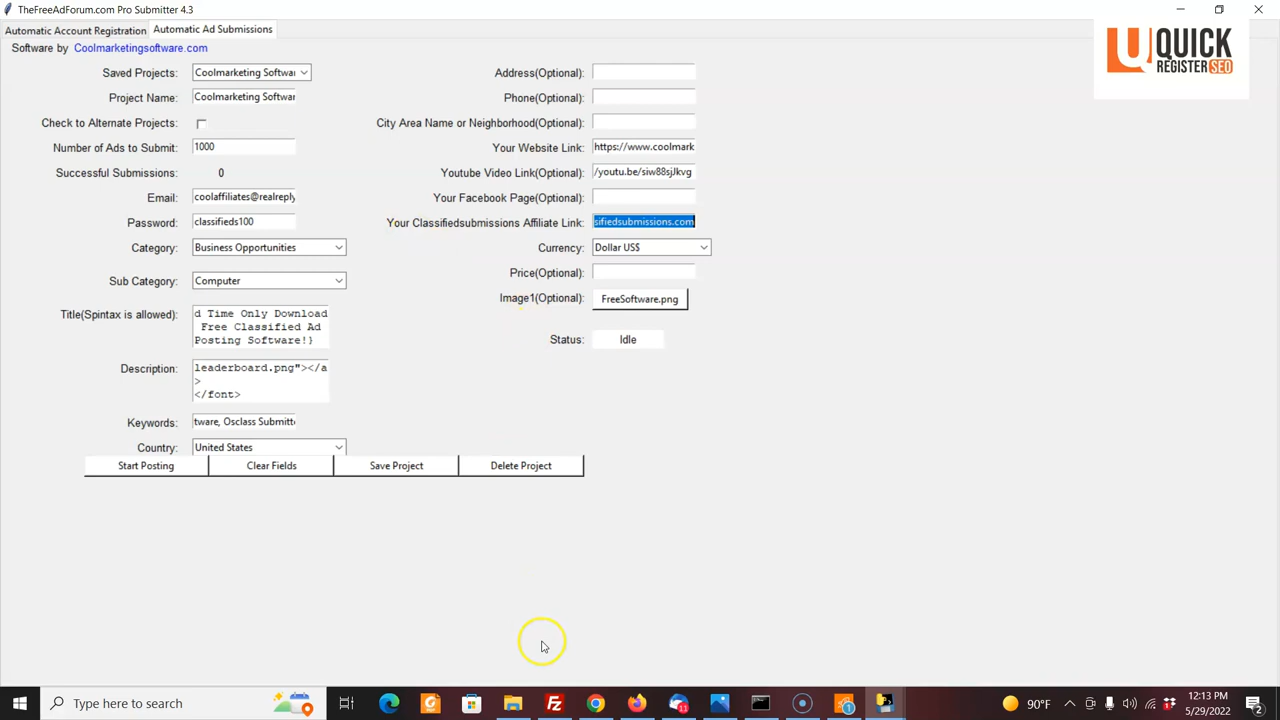 TheFreeAdForum.com Pro Submitter 4.3
Automatic Account Registration
Automatic Ad Submissions
Software by Coolmarketingsoftware.com
QUICK
REGISTER SEO
Saved Projects: Coolmarketing Softwar
Project Name: Coolmarketing Softwar
Check to Alternate Projects:
Number of Ads to Submit: 1000
Successful Submissions: 0
Email: coolaffiliates@realreply
Password: classifieds100
Category: Business Opportunities
Sub Category: Computer
Title(Spintax is allowed): d Time Only Download
Free Classified Ad
Posting Software!}
Description: leaderboard.png"></a
>
</font>
Keywords: tware, Osclass Submitte
Country: United States
Address(Optional):
Phone(Optional):
City Area Name or Neighborhood(Optional):
Your Website Link: https://www.coolmark
Youtube Video Link(Optional): /youtu.be/siw88sjJkvg
Your Facebook Page(Optional):
Your Classifiedsubmissions Affiliate Link: sifiedsubmissions.com
Currency: Dollar US$
Price(Optional):
Image1(Optional): FreeSoftware.png
Status: Idle
Start Posting
Clear Fields
Save Project
Delete Project
Type here to search
11
1
90°F
12:13 PM
5/29/2022
2